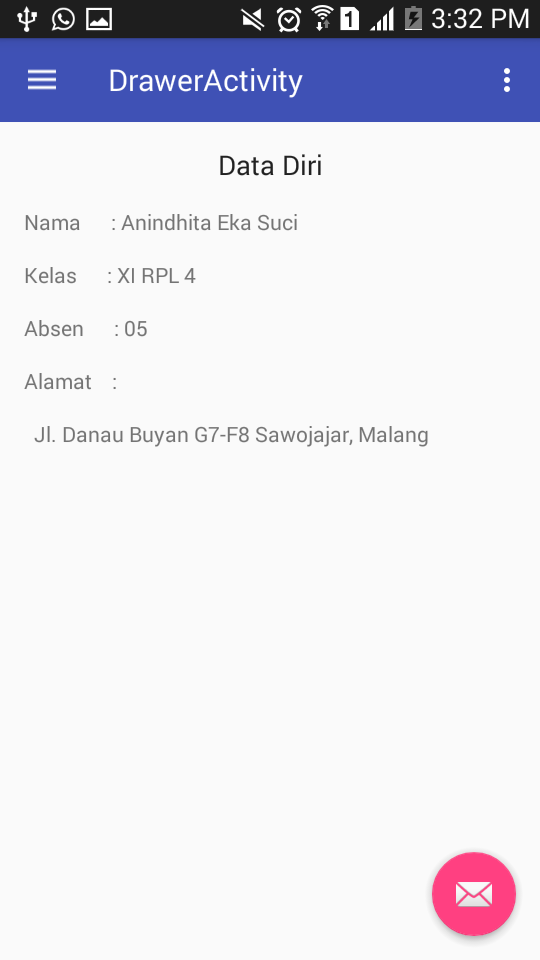 1 3:32 PM
DrawerActivity
Data Diri
Nama : Anindhita Eka Suci
Kelas : XI RPL 4
Absen : 05
Alamat :
Jl. Danau Buyan G7-F8 Sawojajar, Malang